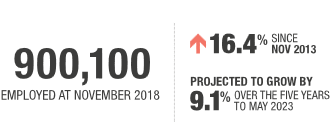 900,100
EMPLOYED AT NOVEMBER 2018
16.4% SINCE
NOV 2013
PROJECTED TO GROW BY
9.1% OVER THE FIVE YEARS
TO MAY 2023